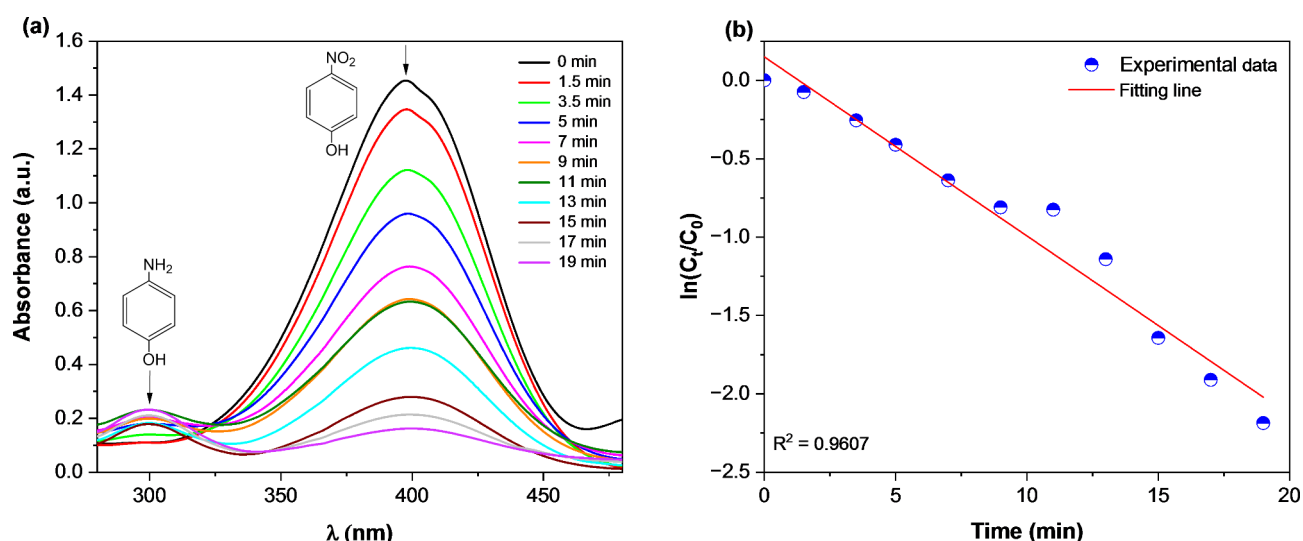 (a)
1.6
1.4
1.2
1.0
0.8
0.6
0.4
0.2
0.0
Absorbance (a.u.)
300
350
400
450
λ (nm)
NO2
OH
NH2
OH
0 min
1.5 min
3.5 min
5 min
7 min
9 min
11 min
13 min
15 min
17 min
19 min
(b)
0.0
−0.5
−1.0
−1.5
−2.0
−2.5
ln(Ct/C0)
0
5
10
15
20
Time (min)
Experimental data
Fitting line
R2 = 0.9607